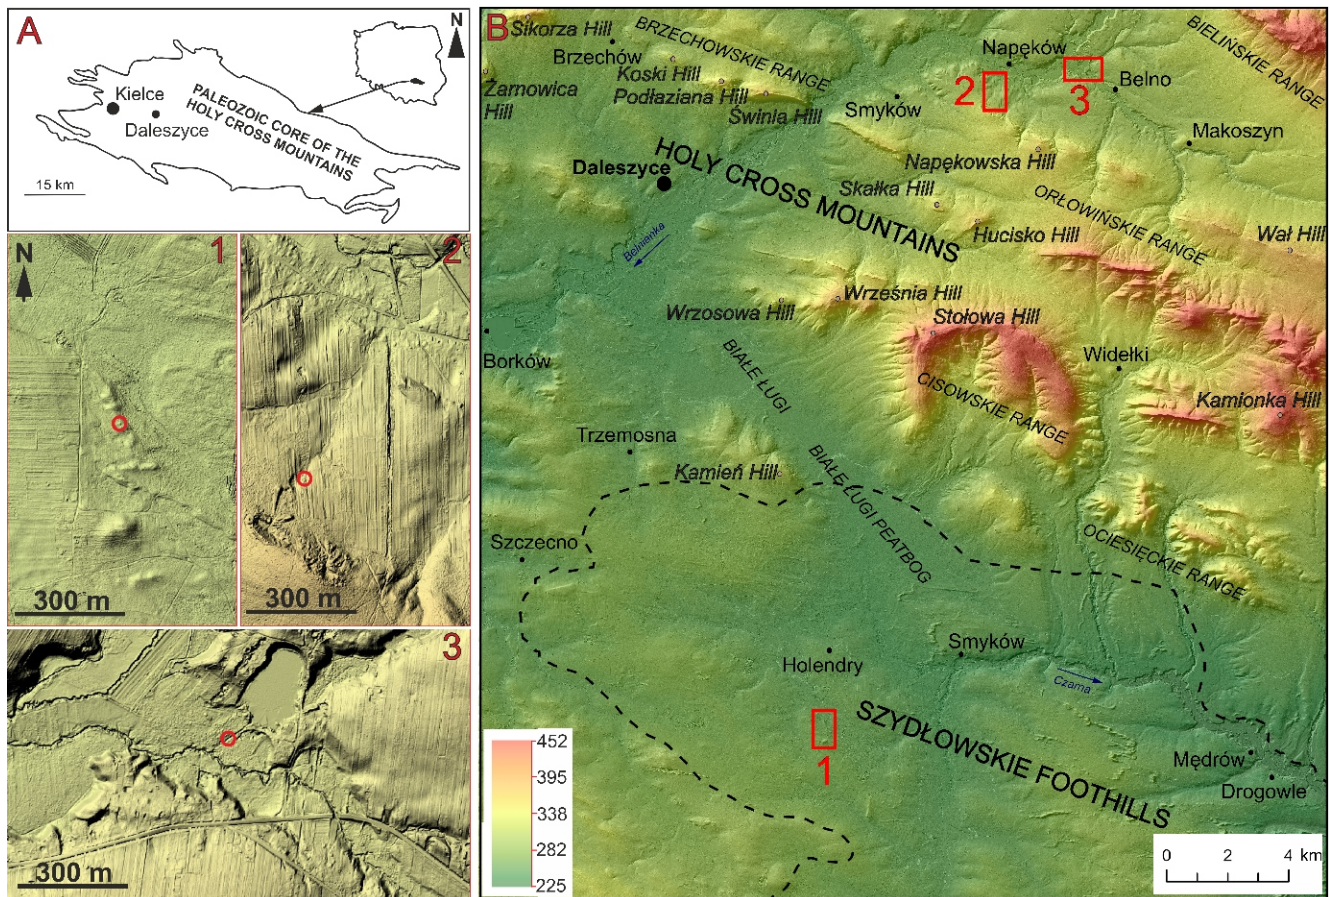 A
N
Kielce
Daleszyce
PALEOZOIC CORE OF THE
HOLY CROSS MOUNTAINS
15 km
1
N
300 m
2
300 m
3
300 m
B
Sikorza Hill
Brzechów
BRZECHOWSKIE RANGE
Koski Hill
Podłaziana Hill
Żarnowica
Hill
Świnia Hill
Smyków
Napęków
2
3
Belno
BIELIŃSKIE RANGE
Makoszyn
Napękowska Hill
HOLY CROSS MOUNTAINS
Daleszyce
Skałka Hill
ORŁOWIŃSKIE RANGE
Hucisko Hill
Wał Hill
Belnianka
Wrześnią Hill
Wrzosowa Hill
Stołowa Hill
Borków
BIAŁE ŁUGI
Widełki
CISOWSKIE RANGE
Kamionka Hill
Trzemosna
Kamień Hill
BIAŁE ŁUGI PEATBOG
Szczecno
OCIESIĘCKIE RANGE
Smyków
Holendry
Czarna
SZYDŁOWSKIE FOOTHILLS
1
Mędrów
Drogowle
452
395
338
282
225
0 2 4 km